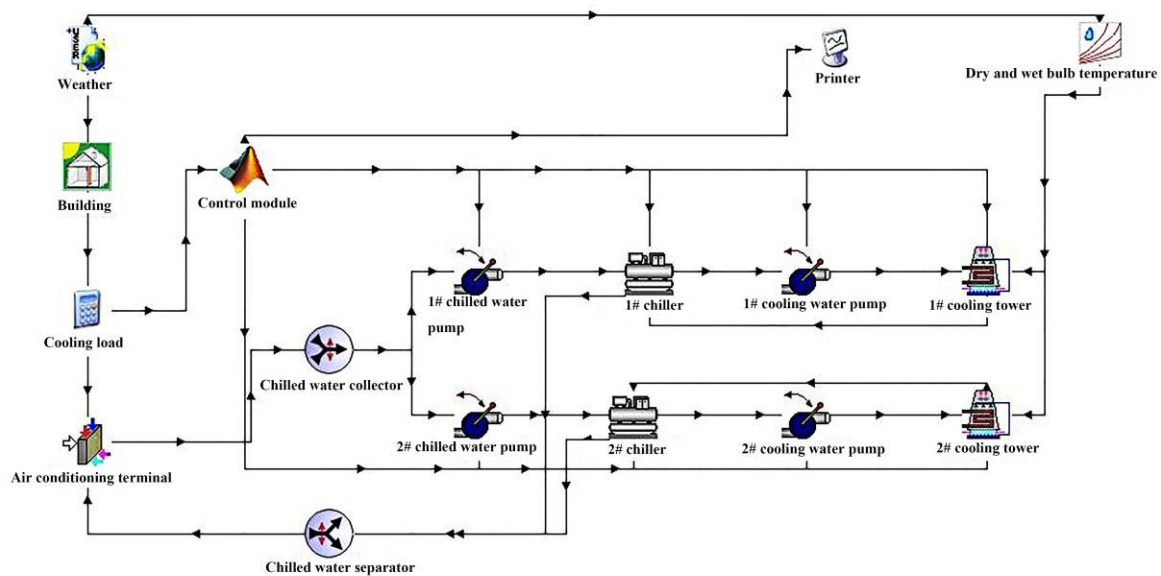 USER
Weather
Printer
Dry and wet bulb temperature
Building
Control module
Cooling load
1# chilled water
pump
1# chiller
1# cooling water pump
1# cooling tower
Chilled water collector
Air conditioning terminal
2# chilled water pump
2# chiller
2# cooling water pump
2# cooling tower
Chilled water separator